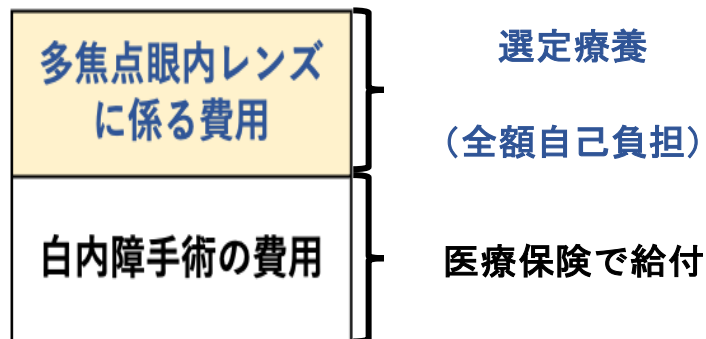 多焦点眼内レンズ
に係る費用
選定療養
（全額自己負担）
白内障手術の費用
医療保険で給付